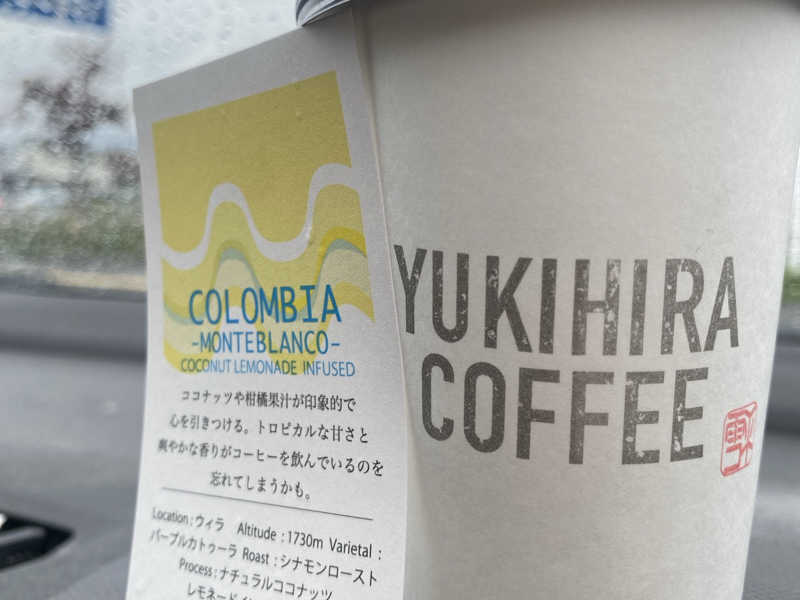 COLOMBIA
-MONTEBLANCO-
COCONUT LEMONADE INFUSED
ココナッツや柑橘果汁が印象的で
心を引きつける。トロピカルな甘さと
爽やかな香りがコーヒーを飲んでいるのを
忘れてしまうかも。
Location : ウィラ Altitude : 1730m Varietal :
パープルカトゥーラ Roast : シナモンロースト
Process : ナチュラルココナッツ
YUKIHIRA
COFFEE